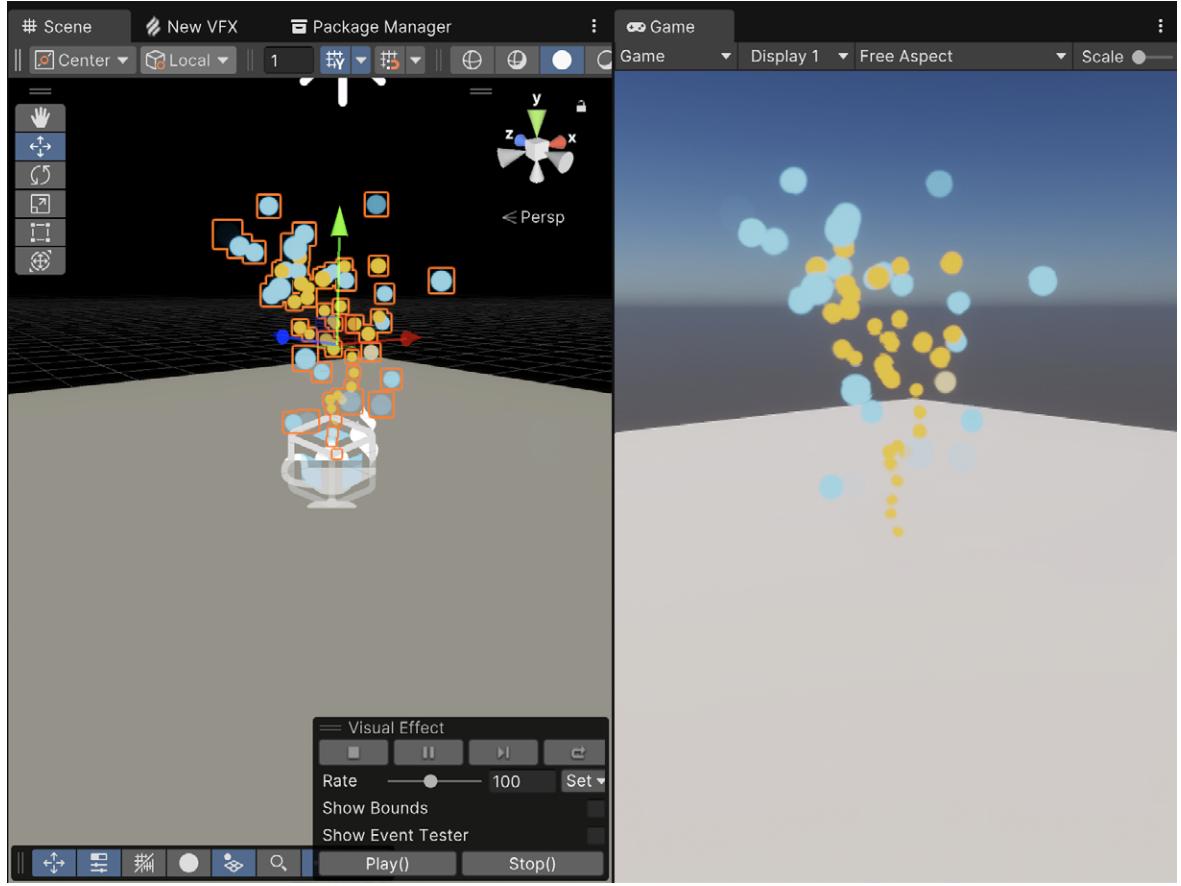 Scene New VFX Package Manager
Center Local 1
y
z x
Persp
Visual Effect
Rate 100 Set
Show Bounds
Show Event Tester
Play() Stop()
Game
Game Display 1 Free Aspect Scale